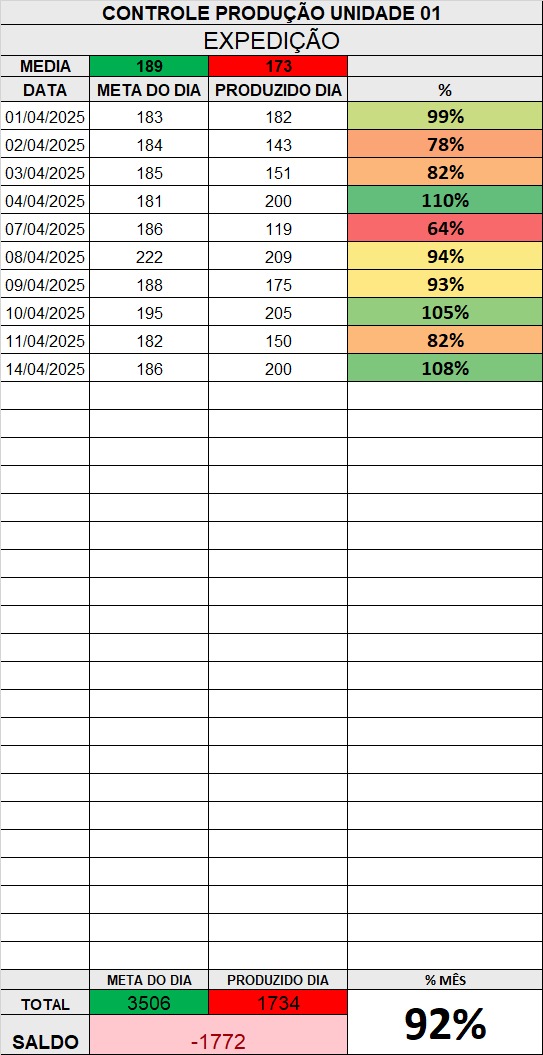 CONTROLE PRODUÇÃO UNIDADE 01
EXPEDIÇÃO
MEDIA 189 173
DATA META DO DIA PRODUZIDO DIA %
01/04/2025 183 182 99%
02/04/2025 184 143 78%
03/04/2025 185 151 82%
04/04/2025 181 200 110%
07/04/2025 186 119 64%
08/04/2025 222 209 94%
09/04/2025 188 175 93%
10/04/2025 195 205 105%
11/04/2025 182 150 82%
14/04/2025 186 200 108%
META DO DIA PRODUZIDO DIA % MÊS
TOTAL 3506 1734 92%
SALDO -1772